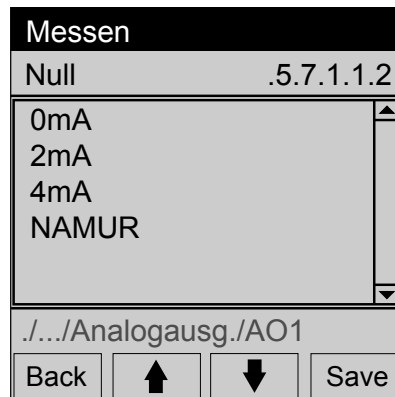 Messen
Null .5.7.1.1.2
0mA
2mA
4mA
NAMUR
./.../Analogausg./AO1
Back Save